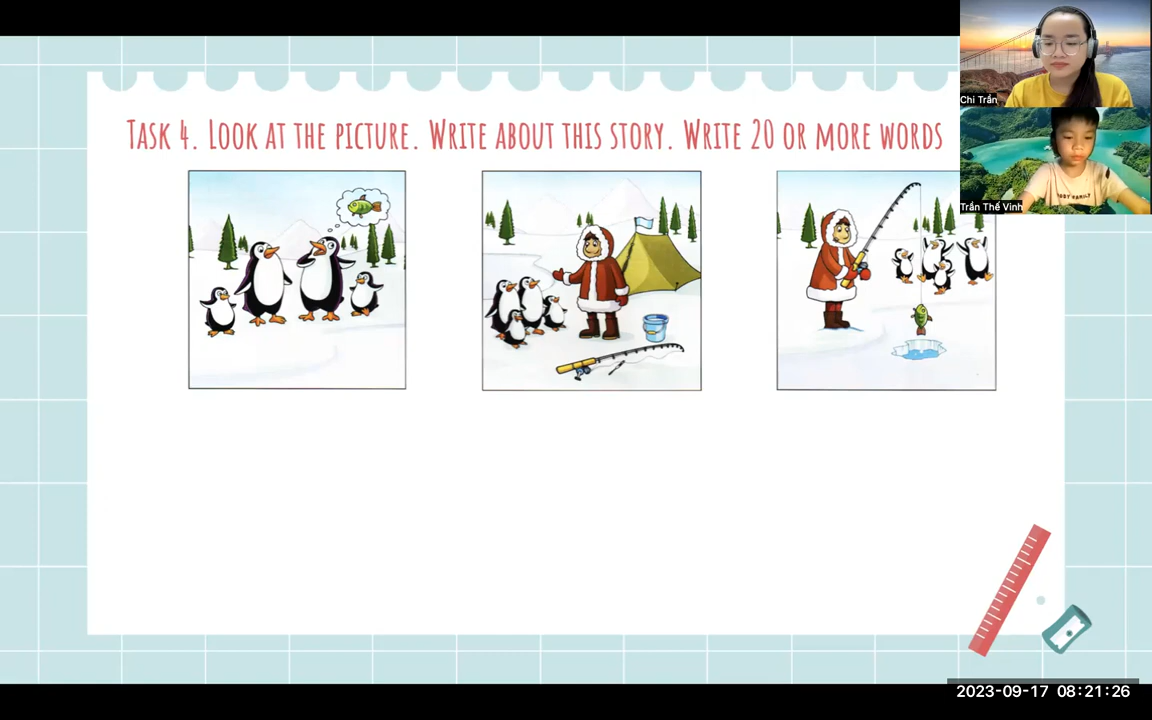 Chi Trần
TASK 4. LOOK AT THE PICTURE. WRITE ABOUT THIS STORY. WRITE 20 OR MORE WORDS
Trần Thế Vinh
2023-09-17 08:21:26